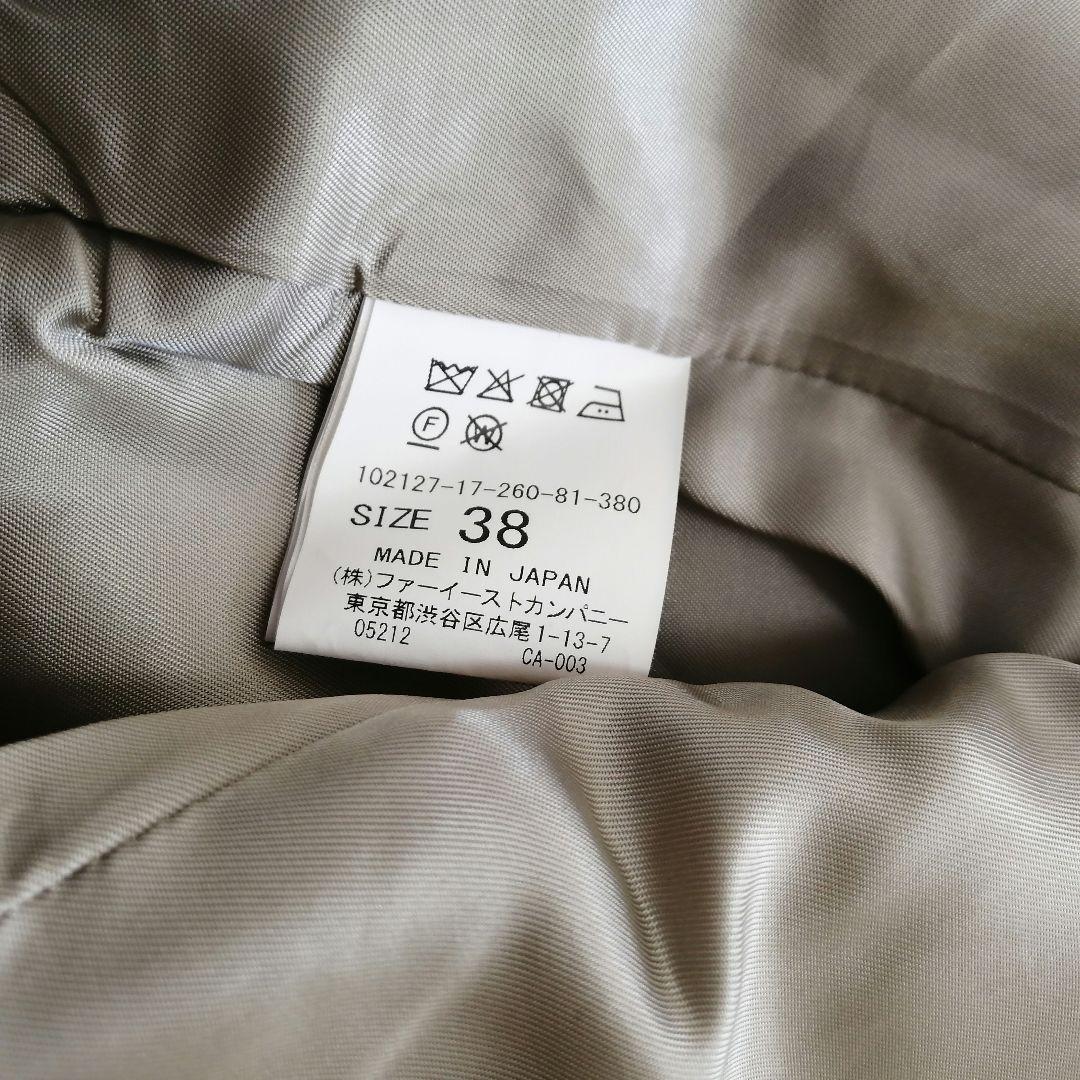 F W
102127-17-260-81-380
SIZE 38
MADE IN JAPAN
(株)ファーイーストカンパニー
東京都渋谷区広尾1-13-7
05212 CA-003